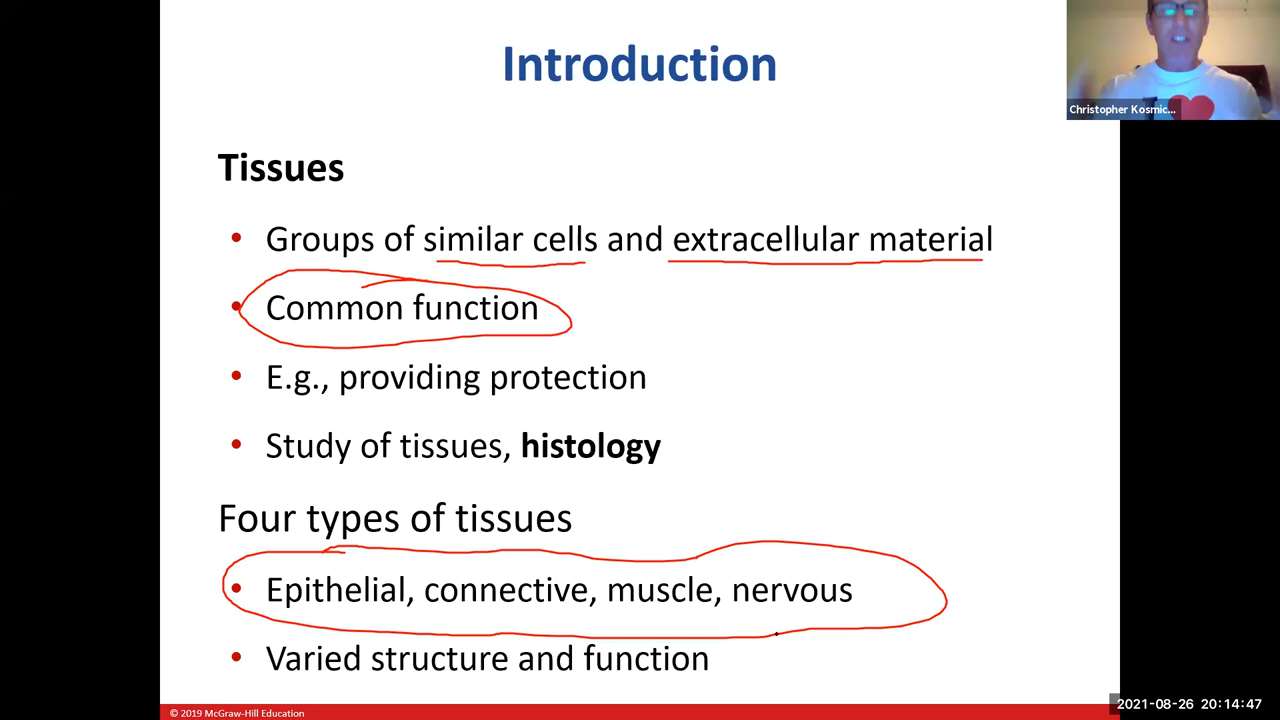 Introduction
Christopher Kosmic...
Tissues
• Groups of similar cells and extracellular material
• Common function
• E.g., providing protection
• Study of tissues, histology
Four types of tissues
• Epithelial, connective, muscle, nervous
• Varied structure and function
© 2019 McGraw-Hill Education
2021-08-26 20:14:47